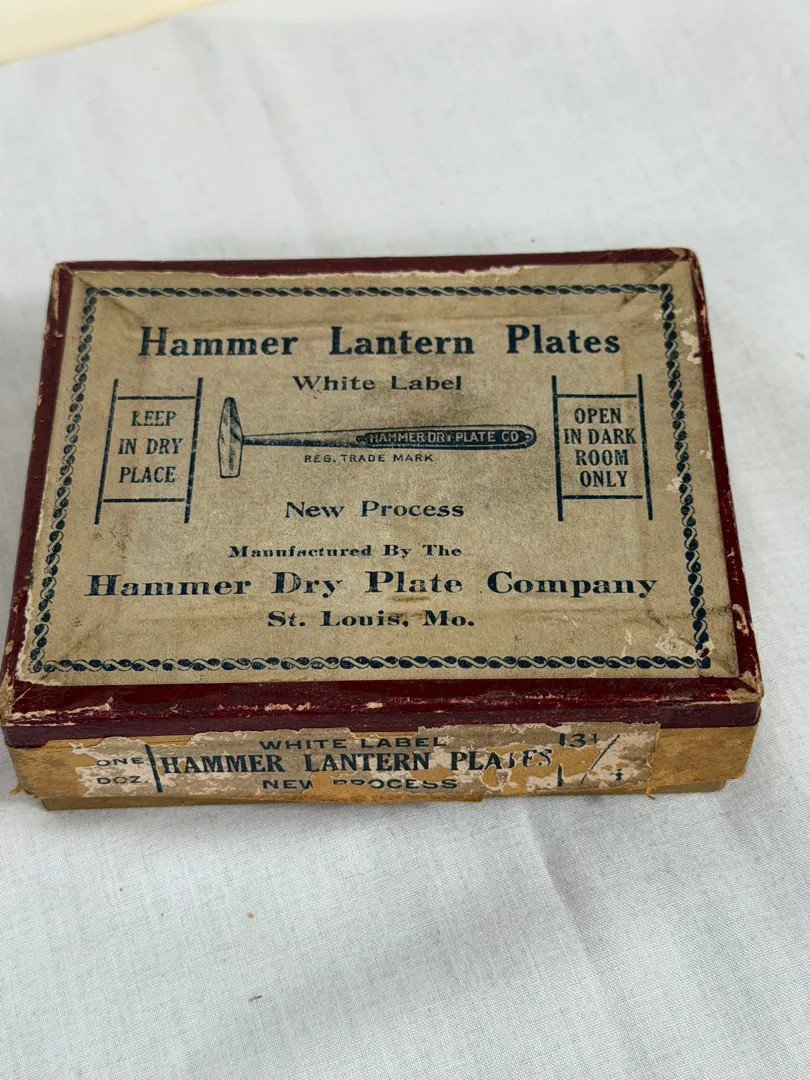 Hammer Lantern Plates
White Label
KEEP
IN DRY
PLACE
HAMMER DRY PLATE CO
REG. TRADE MARK
OPEN
IN DARK
ROOM
ONLY
New Process
Manufactured By The
Hammer Dry Plate Company
St. Louis, Mo.
ONE
DOZ.
WHITE LABEL
HAMMER LANTERN PLATES
NEW PROCESS